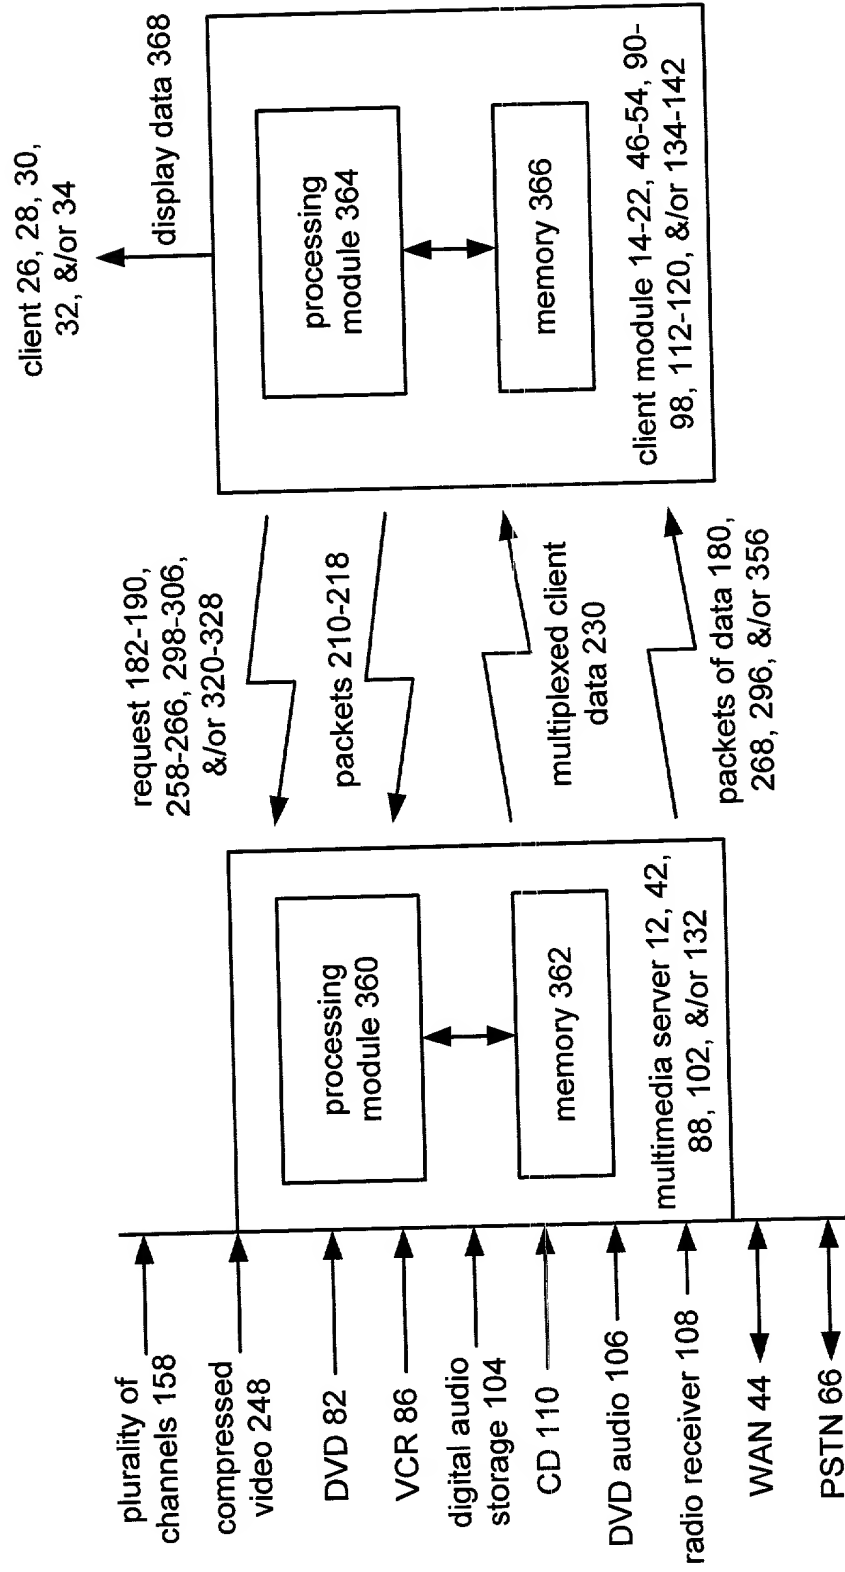 plurality of
channels 158
compressed
video 248
DVD 82
VCR 86
digital audio
storage 104
CD 110
DVD audio 106
radio receiver 108
WAN 44
PSTN 66
processing
module 360
memory 362
multimedia server 12, 42,
88, 102, &/or 132
request 182-190,
258-266, 298-306,
&/or 320-328
packets 210-218
multiplexed client
data 230
packets of data 180,
268, 296, &/or 356
client 26, 28, 30,
32, &/or 34
display data 368
processing
module 364
memory 366
client module 14-22, 46-54, 90-
98, 112-120, &/or 134-142